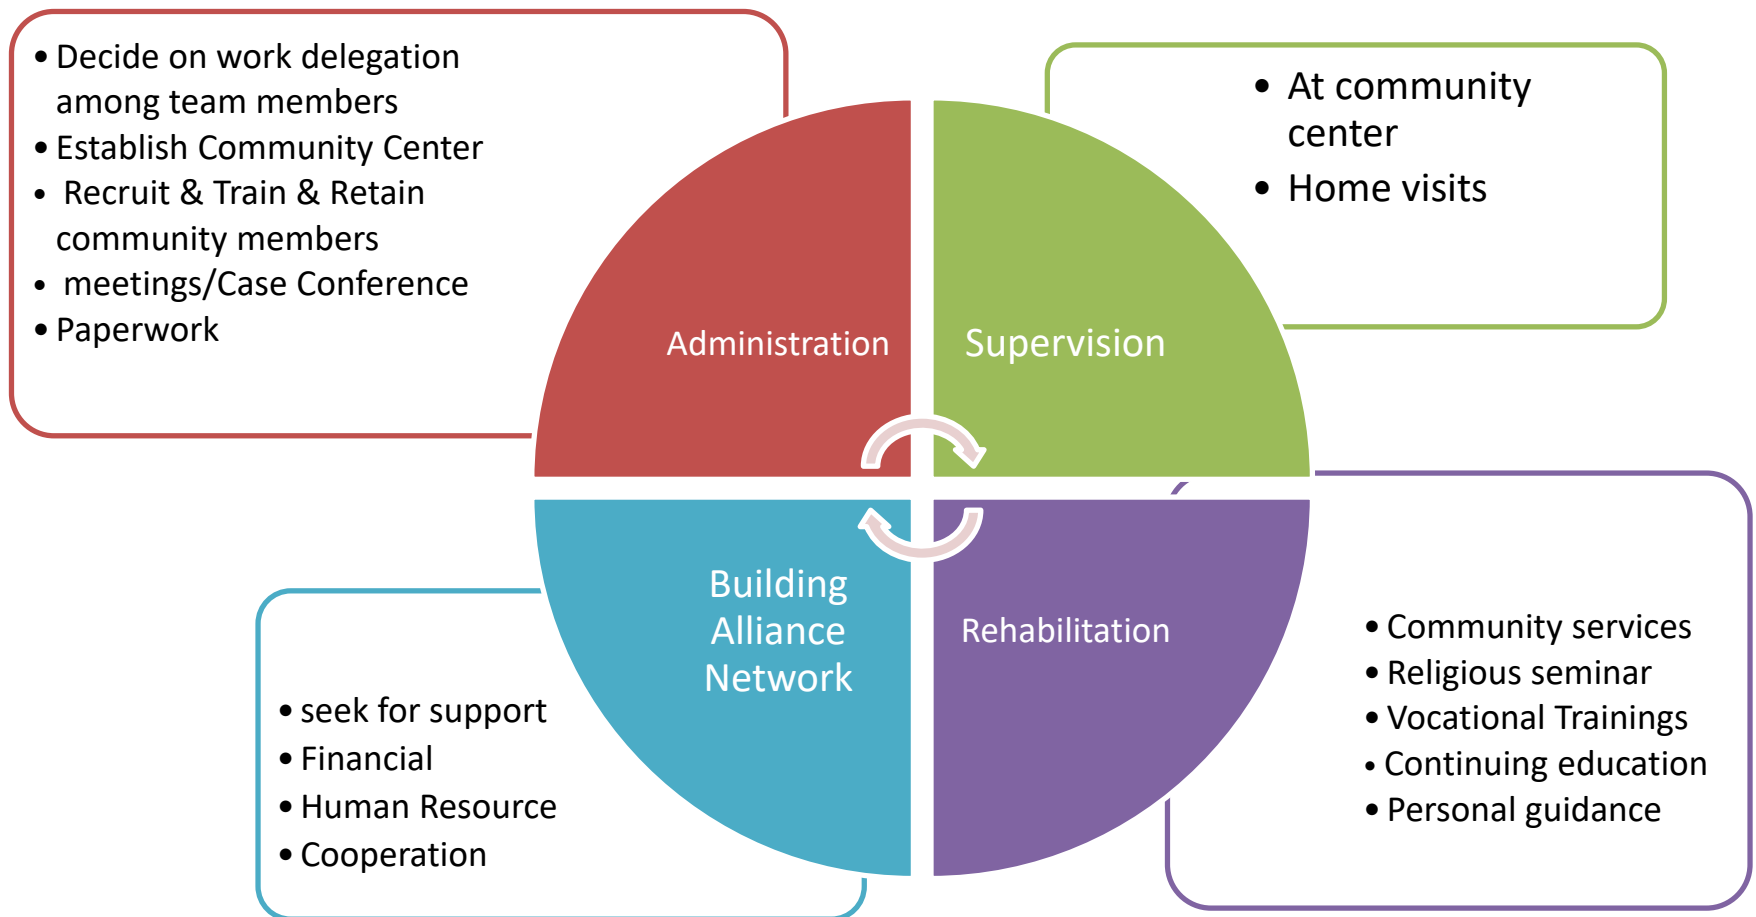 • Decide on work delegation
among team members
• Establish Community Center
• Recruit & Train & Retain
community members
• meetings/Case Conference
• Paperwork
• At community
center
• Home visits
Administration
Supervision
Building
Alliance
Network
Rehabilitation
• seek for support
• Financial
• Human Resource
• Cooperation
• Community services
• Religious seminar
• Vocational Trainings
• Continuing education
• Personal guidance